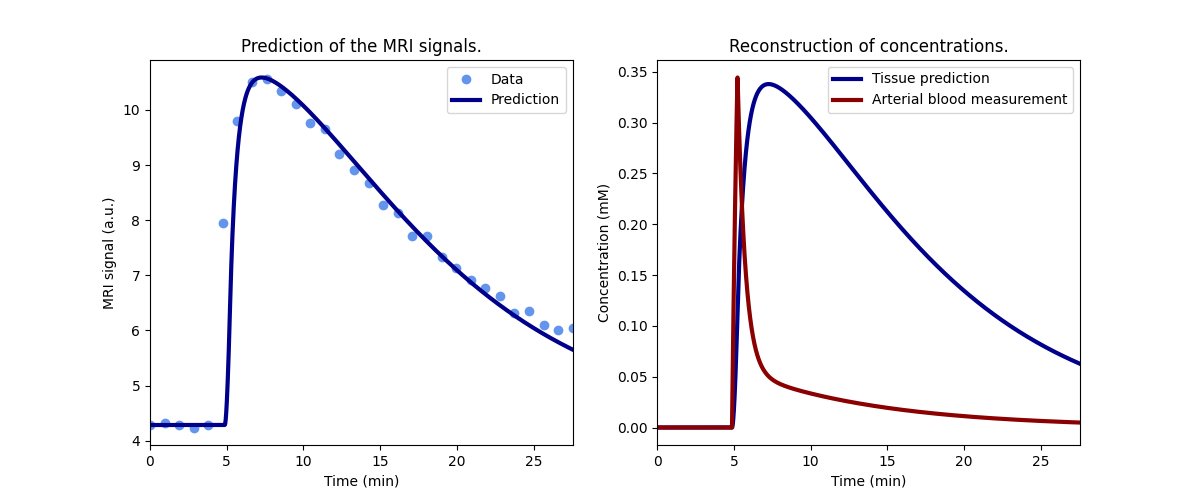 Prediction of the MRI signals.
MRI signal (a.u.)
10
9
8
7
6
5
4
0
5
10
15
20
25
Time (min)
Data
Prediction
Reconstruction of concentrations.
Concentration (mM)
0.35
0.30
0.25
0.20
0.15
0.10
0.05
0.00
0
5
10
15
20
25
Time (min)
Tissue prediction
Arterial blood measurement